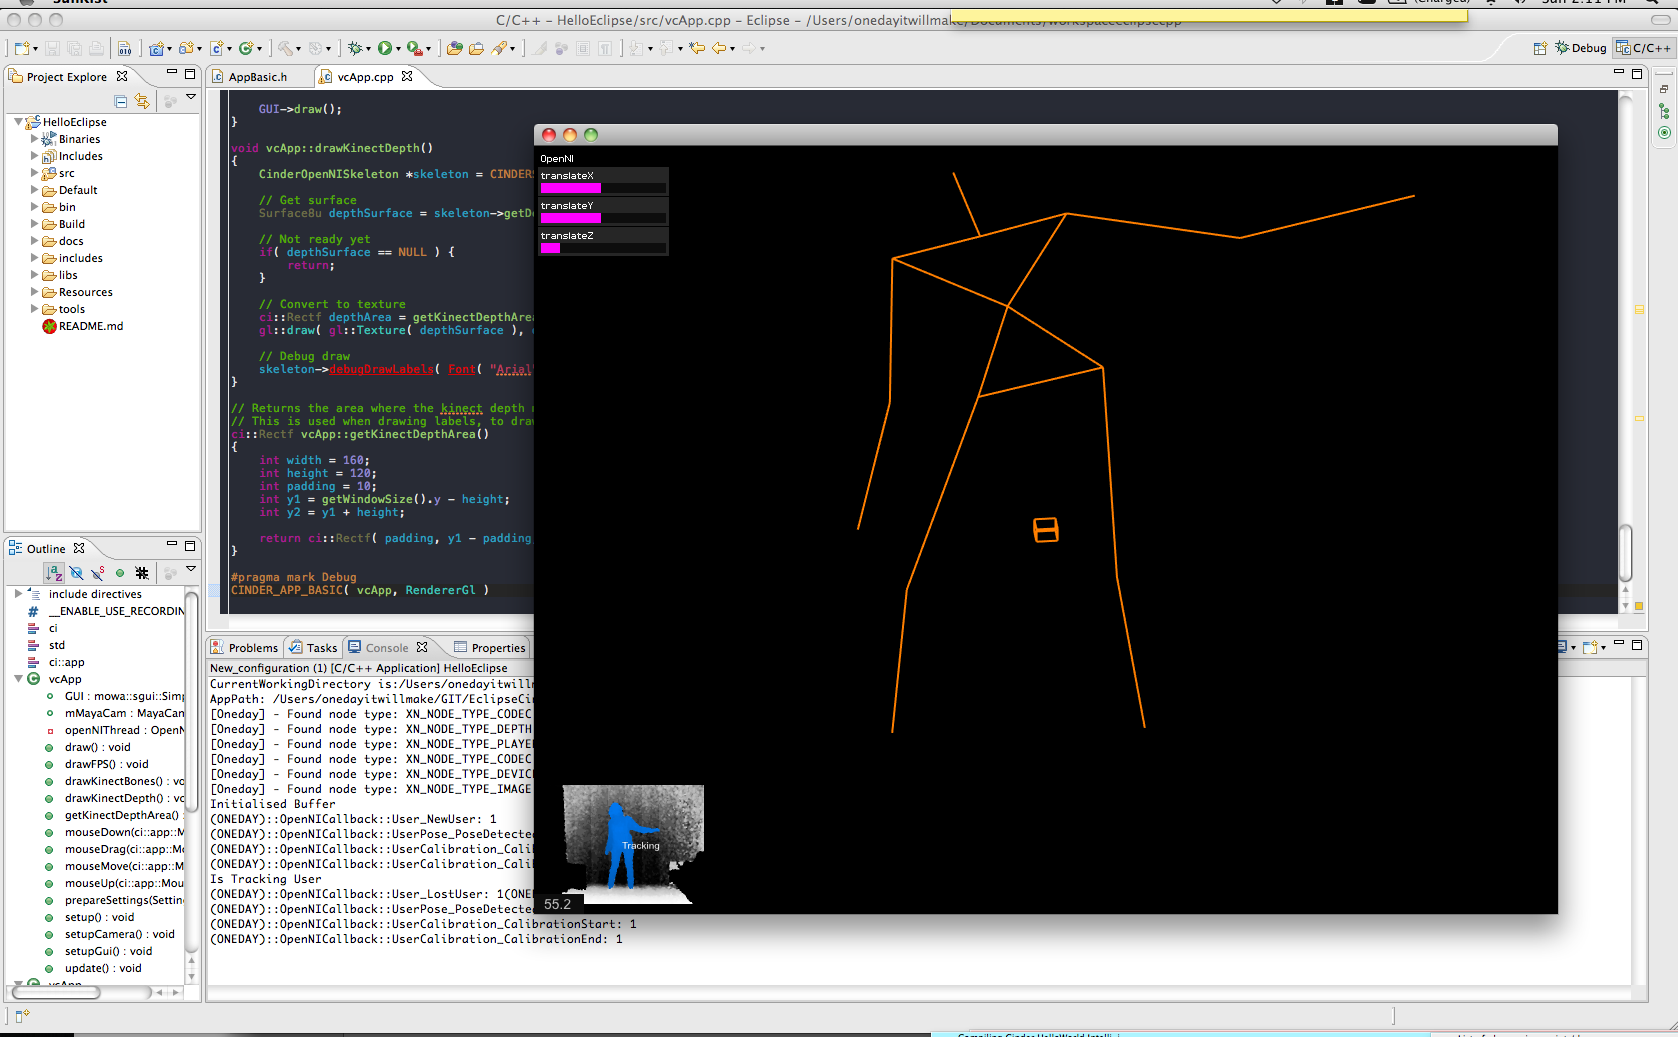 C/C++ – HelloEclipse/src/vcApp.cpp – Eclipse – /Users/onedayitwillmake/Documents/workspaceeclipsecpp
Debug
C/C++
Project Explore
AppBasic.h
vcApp.cpp
HelloEclipse
Binaries
Includes
src
Default
bin
Build
docs
includes
libs
Resources
tools
README.md
GUI->draw();
}
void vcApp::drawKinectDepth()
{
CinderOpenNISkeleton *skeleton =
// Get surface
Surface8u depthSurface =
// Not ready yet
if( depthSurface == NULL ) {
return;
}
// Convert to texture
ci::Rectf depthArea =
gl::draw( gl::Texture( depthSurface ),
// Debug draw
skeleton->debugDrawLabels( Font( "Arial"
}
// Returns the area where the kinect depth
// This is used when drawing labels, to
ci::Rectf vcApp::getKinectDepthArea()
{
int width = 160;
int height = 120;
int padding = 10;
int y1 = getWindowSize().y - height;
int y2 = y1 + height;
return ci::Rectf( padding, y1 - padding
}
#pragma mark Debug
CINDER_APP_BASIC( vcApp, RendererGl )
OpenNI
translateX
translateY
translateZ
Tracking
55.2
Outline
include directives
__ENABLE_USE_RECORDIN
ci
std
ci::app
vcApp
GUI : mowa::sgui::Simp
mMayaCam : MayaCan
openNIThread : OpenN
draw() : void
drawFPS() : void
drawKinectBones() : vo
drawKinectDepth() : vo
getKinectDepthArea()
mouseDown(ci::app::M
mouseDrag(ci::app::Mo
mouseMove(ci::app::M
mouseUp(ci::app::Mou
prepareSettings(Settin
setup() : void
setupCamera() : void
setupGui() : void
update() : void
vcApp
Problems
Tasks
Console
Properties
New_configuration (1) [C/C++ Application] HelloEclipse
CurrentWorkingDirectory is:/Users/onedayitwillm
AppPath: /Users/onedayitwillmake/GIT/EclipseCi
[Oneday] - Found node type: XN_NODE_TYPE_CODEC
[Oneday] - Found node type: XN_NODE_TYPE_DEPTH
[Oneday] - Found node type: XN_NODE_TYPE_PLAYE
[Oneday] - Found node type: XN_NODE_TYPE_CODEC
[Oneday] - Found node type: XN_NODE_TYPE_DEVIC
[Oneday] - Found node type: XN_NODE_TYPE_IMAGE
Initialised Buffer
(ONEDAY)::OpenNICallback::User_NewUser: 1
(ONEDAY)::OpenNICallback::UserPose_PoseDetecte
(ONEDAY)::OpenNICallback::UserCalibration_Cali
(ONEDAY)::OpenNICallback::UserCalibration_Cali
Is Tracking User
(ONEDAY)::OpenNICallback::User_LostUser: 1(ONE
(ONEDAY)::OpenNICallback::UserPose_PoseDetecte
(ONEDAY)::OpenNICallback::UserCalibration_CalibrationStart: 1
(ONEDAY)::OpenNICallback::UserCalibration_CalibrationEnd: 1